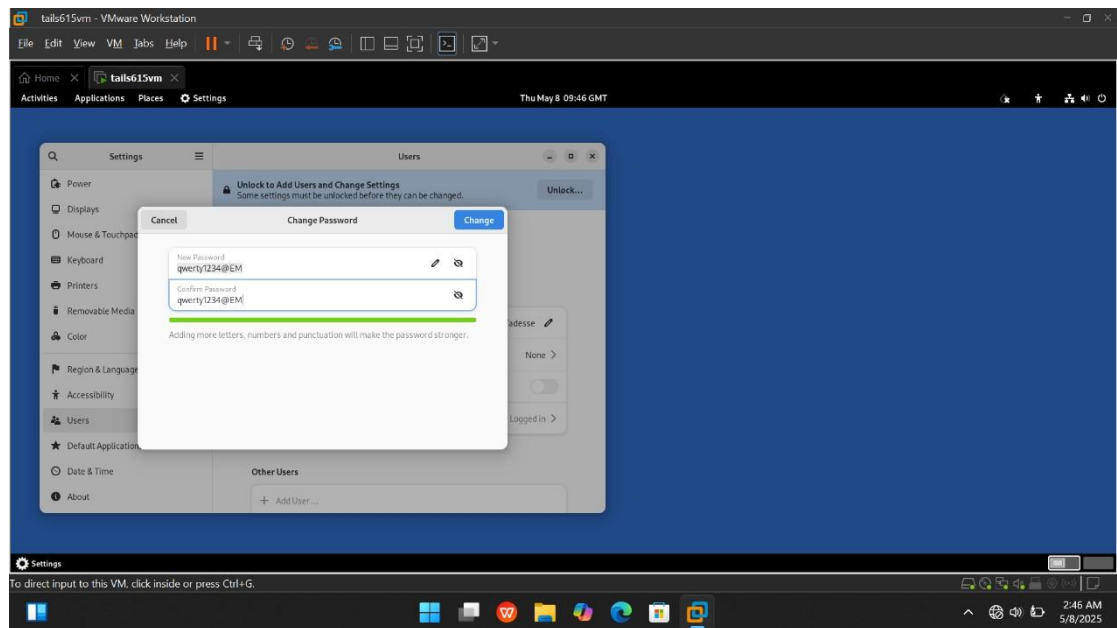 tails615vm - VMware Workstation
File Edit View VM Tabs Help
Home tails615vm
Activities Applications Places Settings Thu May 8 09:46 GMT
Settings Users
Power
Unlock to Add Users and Change Settings
Some settings must be unlocked before they can be changed.
Unlock...
Displays
Cancel Change Password Change
Mouse & Touchpad
New Password
qwerty1234@EM
Keyboard
Confirm Password
qwerty1234@EM
Printers
Removable Media
Color
Adding more letters, numbers and punctuation will make the password stronger.
adesse
None
Region & Language
Accessibility
Users
Logged in
Default Application
Date & Time
Other Users
About
+ Add User...
Settings
To direct input to this VM, click inside or press Ctrl+G.
2:46 AM
5/8/2025